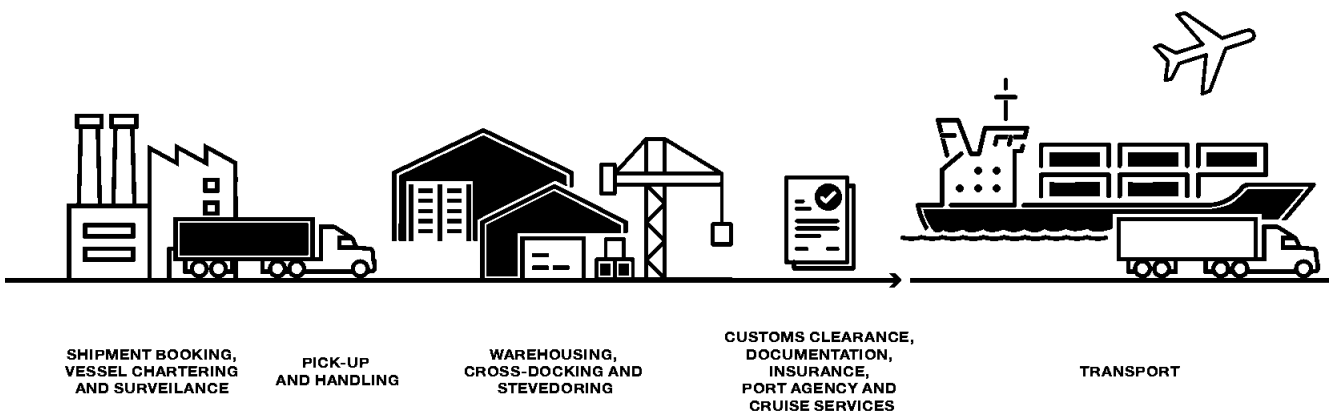 SHIPMENT BOOKING,
VESSEL CHARTERING
AND SURVEILANCE
PICK-UP
AND HANDLING
WAREHOUSING,
CROSS-DOCKING AND
STEVEDORING
CUSTOMS CLEARANCE,
DOCUMENTATION,
INSURANCE,
PORT AGENCY AND
CRUISE SERVICES
TRANSPORT